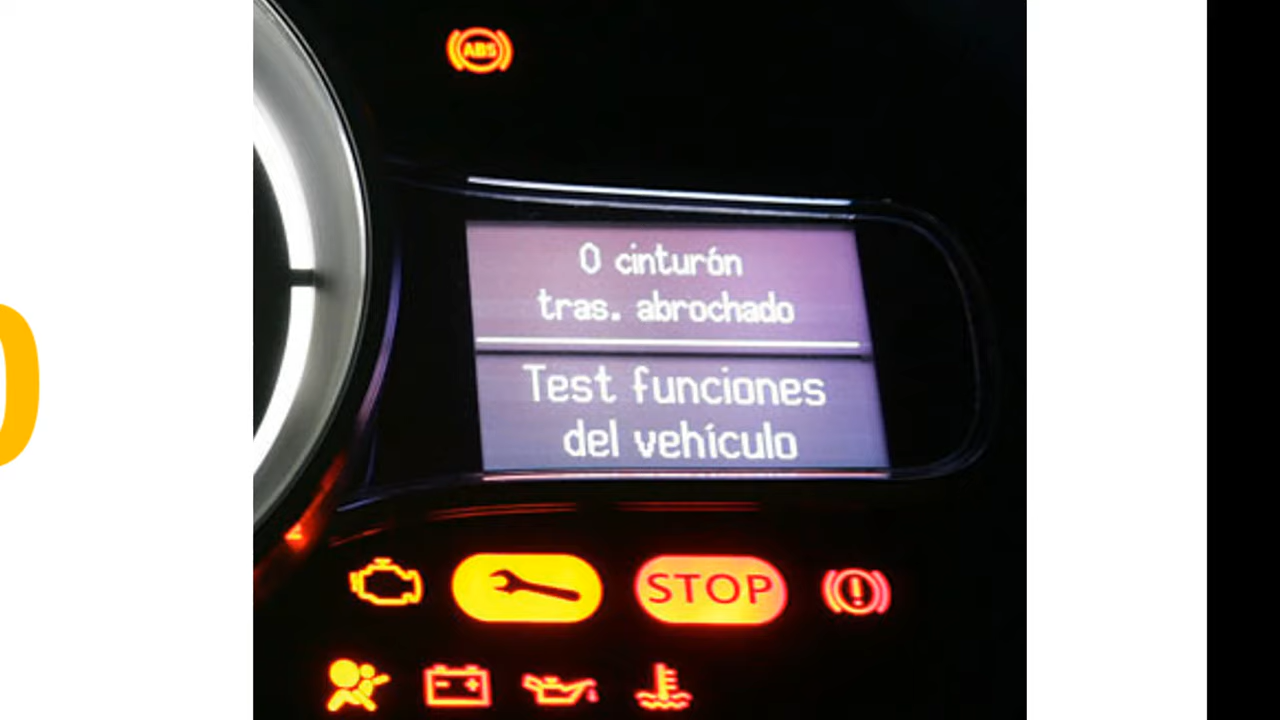 ABS
0 cinturón
tras. abrochado
Test funciones
del vehículo
STOP